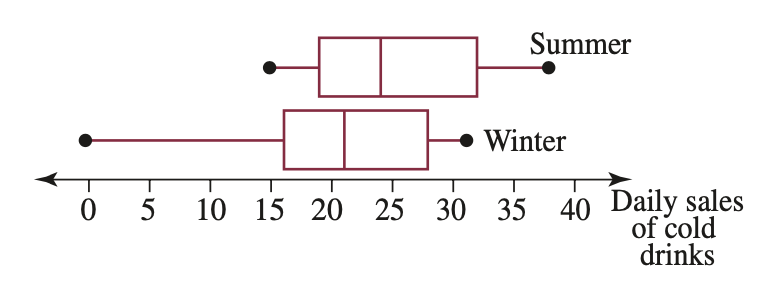 Summer
Winter
0 5 10 15 20 25 30 35 40
Daily sales
of cold
drinks